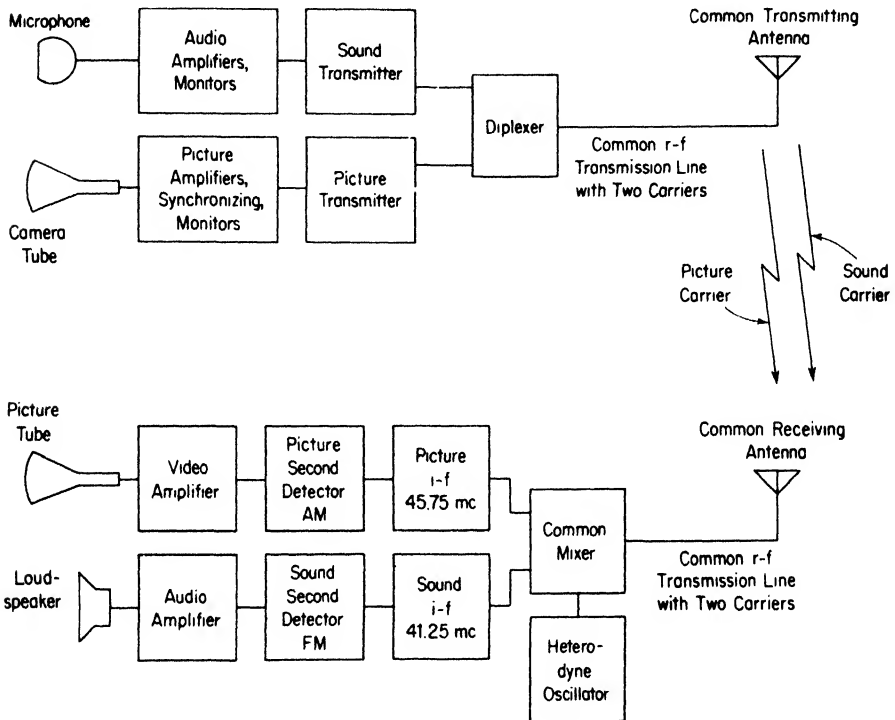 Microphone
Audio
Amplifiers,
Monitors
Sound
Transmitter
Common Transmitting
Antenna
Diplexer
Common r-f
Transmission Line
with Two Carriers
Camera
Tube
Picture
Amplifiers,
Synchronizing,
Monitors
Picture
Transmitter
Picture
Carrier
Sound
Carrier
Picture
Tube
Video
Amplifier
Picture
Second
Detector
AM
Picture
i-f
45.75 mc
Common
Mixer
Common Receiving
Antenna
Common r-f
Transmission Line
with Two Carriers
Loud-
speaker
Audio
Amplifier
Sound
Second
Detector
FM
Sound
i-f
41.25 mc
Hetero-
dyne
Oscillator